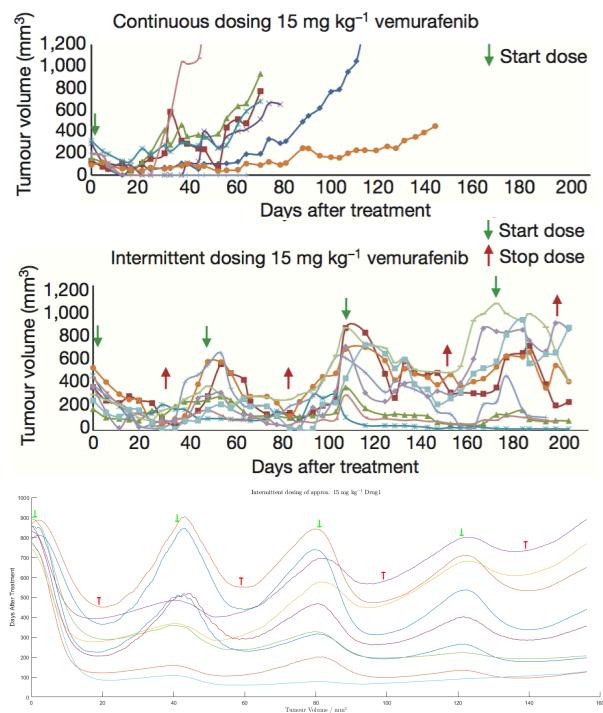 Continuous dosing 15 mg kg⁻¹ vemurafenib
Tumour volume (mm³)
1,200
1,000
800
600
400
200
0
Start dose
0 20 40 60 80 100 120 140 160 180 200
Days after treatment
Start dose
Stop dose
Intermittent dosing 15 mg kg⁻¹ vemurafenib
Tumour volume (mm³)
1,200
1,000
800
600
400
200
0
0 20 40 60 80 100 120 140 160 180 200
Days after treatment
Intermittent dosing of approx. 15 mg kg⁻¹ Drug1
Days After Treatment
1000
900
800
700
600
500
400
300
200
100
0
0 20 40 60 80 100 120 140 160
Tumour Volume / mm³